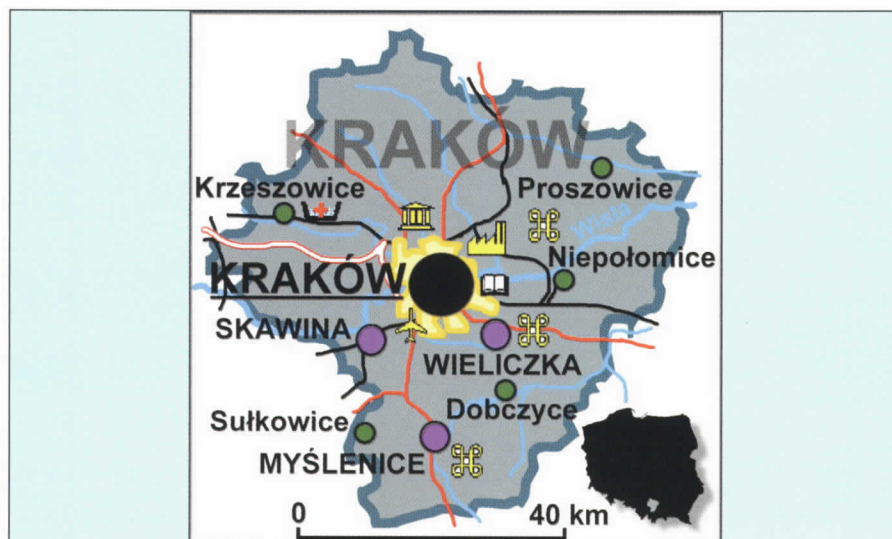 KRAKÓW
Krzeszowice
Proszowice
Wisła
Niepołomice
KRAKÓW
SKAWINA
WIELICZKA
Dobczyce
Sułkowice
MYŚLENICE
0 40 km